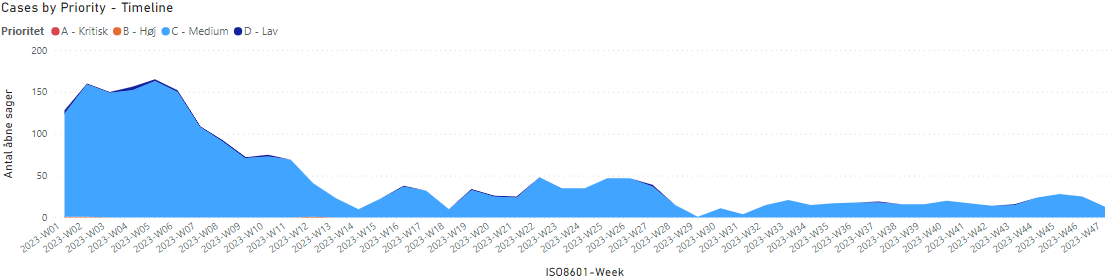 Cases by Priority - Timeline
Prioritet A - Kritisk B - Høj C - Medium D - Lav
200
150
100
50
0
Antal åbne sager
2023-W01 2023-W02 2023-W03 2023-W04 2023-W05 2023-W06 2023-W07 2023-W08 2023-W09 2023-W10 2023-W11 2023-W12 2023-W13 2023-W14 2023-W15 2023-W16 2023-W17 2023-W18 2023-W19 2023-W20 2023-W21 2023-W22 2023-W23 2023-W24 2023-W25 2023-W26 2023-W27 2023-W28 2023-W29 2023-W30 2023-W31 2023-W32 2023-W33 2023-W34 2023-W35 2023-W36 2023-W37 2023-W38 2023-W39 2023-W40 2023-W41 2023-W42 2023-W43 2023-W44 2023-W45 2023-W46 2023-W47
ISO8601-Week